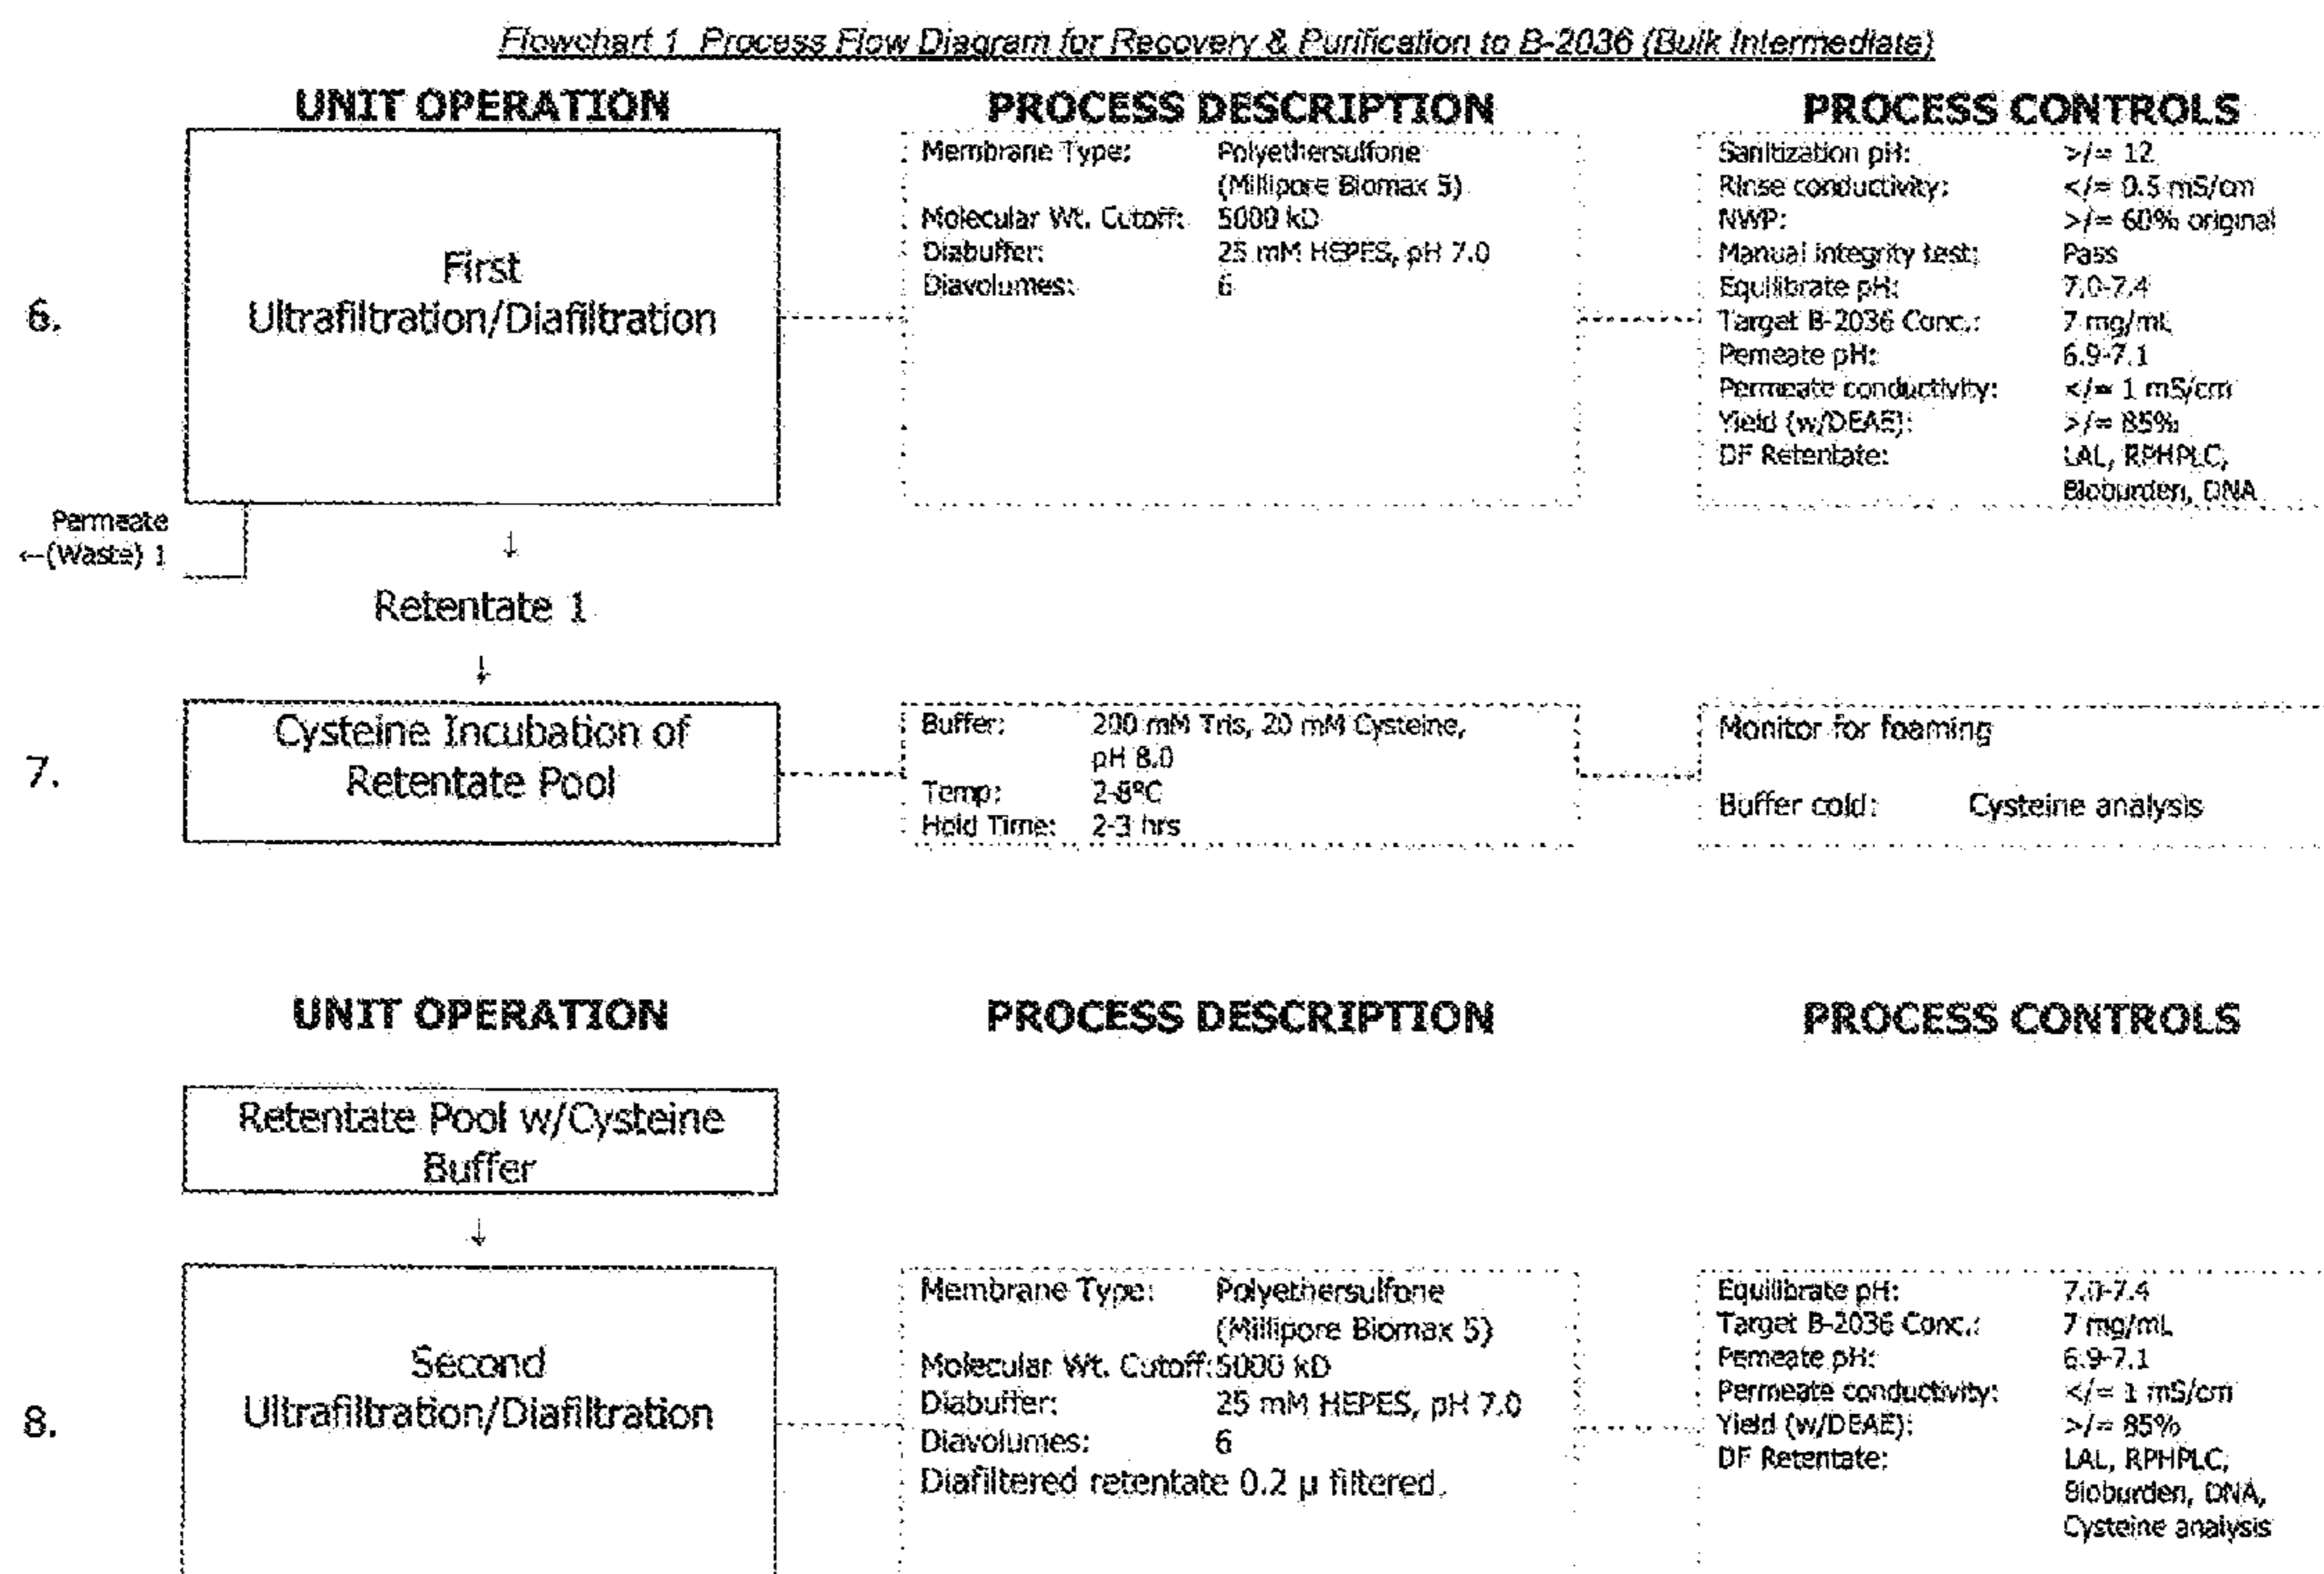 Flowchart 1 Process Flow Diagram for Recovery & Purification to B-2036 (Bulk Intermediate)
UNIT OPERATION PROCESS DESCRIPTION PROCESS CONTROLS
6.
First
Ultrafiltration/Diafiltration
Membrane Type: Polyethersulfone
(Millipore Biomax 5)
Molecular Wt. Cutoff: 5000 kD
Diabuffer: 25 mM HEPES, pH 7.0
Diavolumes: 6
Sanitization pH: >/= 12
Rinse conductivity: </= 0.5 mS/cm
NWP: >/= 60% original
Manual integrity test: Pass
Equilibrate pH: 7.0-7.4
Target B-2036 Conc.: 7 mg/mL
Pemeate pH: 6.9-7.1
Permeate conductivity: </= 1 mS/cm
Yield (w/DEAE): >/= 85%
DF Retentate: LAL, RPHPLC,
Bioburden, DNA
Permeate
←(Waste) 1
↓
Retentate 1
↓
7.
Cysteine Incubation of
Retentate Pool
Buffer: 200 mM Tris, 20 mM Cysteine,
pH 8.0
Temp: 2-8ºC
Hold Time: 2-3 hrs
Monitor for foaming
Buffer cold: Cysteine analysis
UNIT OPERATION PROCESS DESCRIPTION PROCESS CONTROLS
Retentate Pool w/Cysteine
Buffer
↓
8.
Second
Ultrafiltration/Diafiltration
Membrane Type: Polyethersulfone
(Millipore Biomax 5)
Molecular Wt. Cutoff: 5000 kD
Diabuffer: 25 mM HEPES, pH 7.0
Diavolumes: 6
Diafiltered retentate 0.2 µ filtered.
Equilibrate pH: 7.0-7.4
Target B-2036 Conc.: 7 mg/mL
Pemeate pH: 6.9-7.1
Permeate conductivity: </= 1 mS/cm
Yield (w/DEAE): >/= 85%
DF Retentate: LAL, RPHPLC,
Bioburden, DNA,
Cysteine analysis